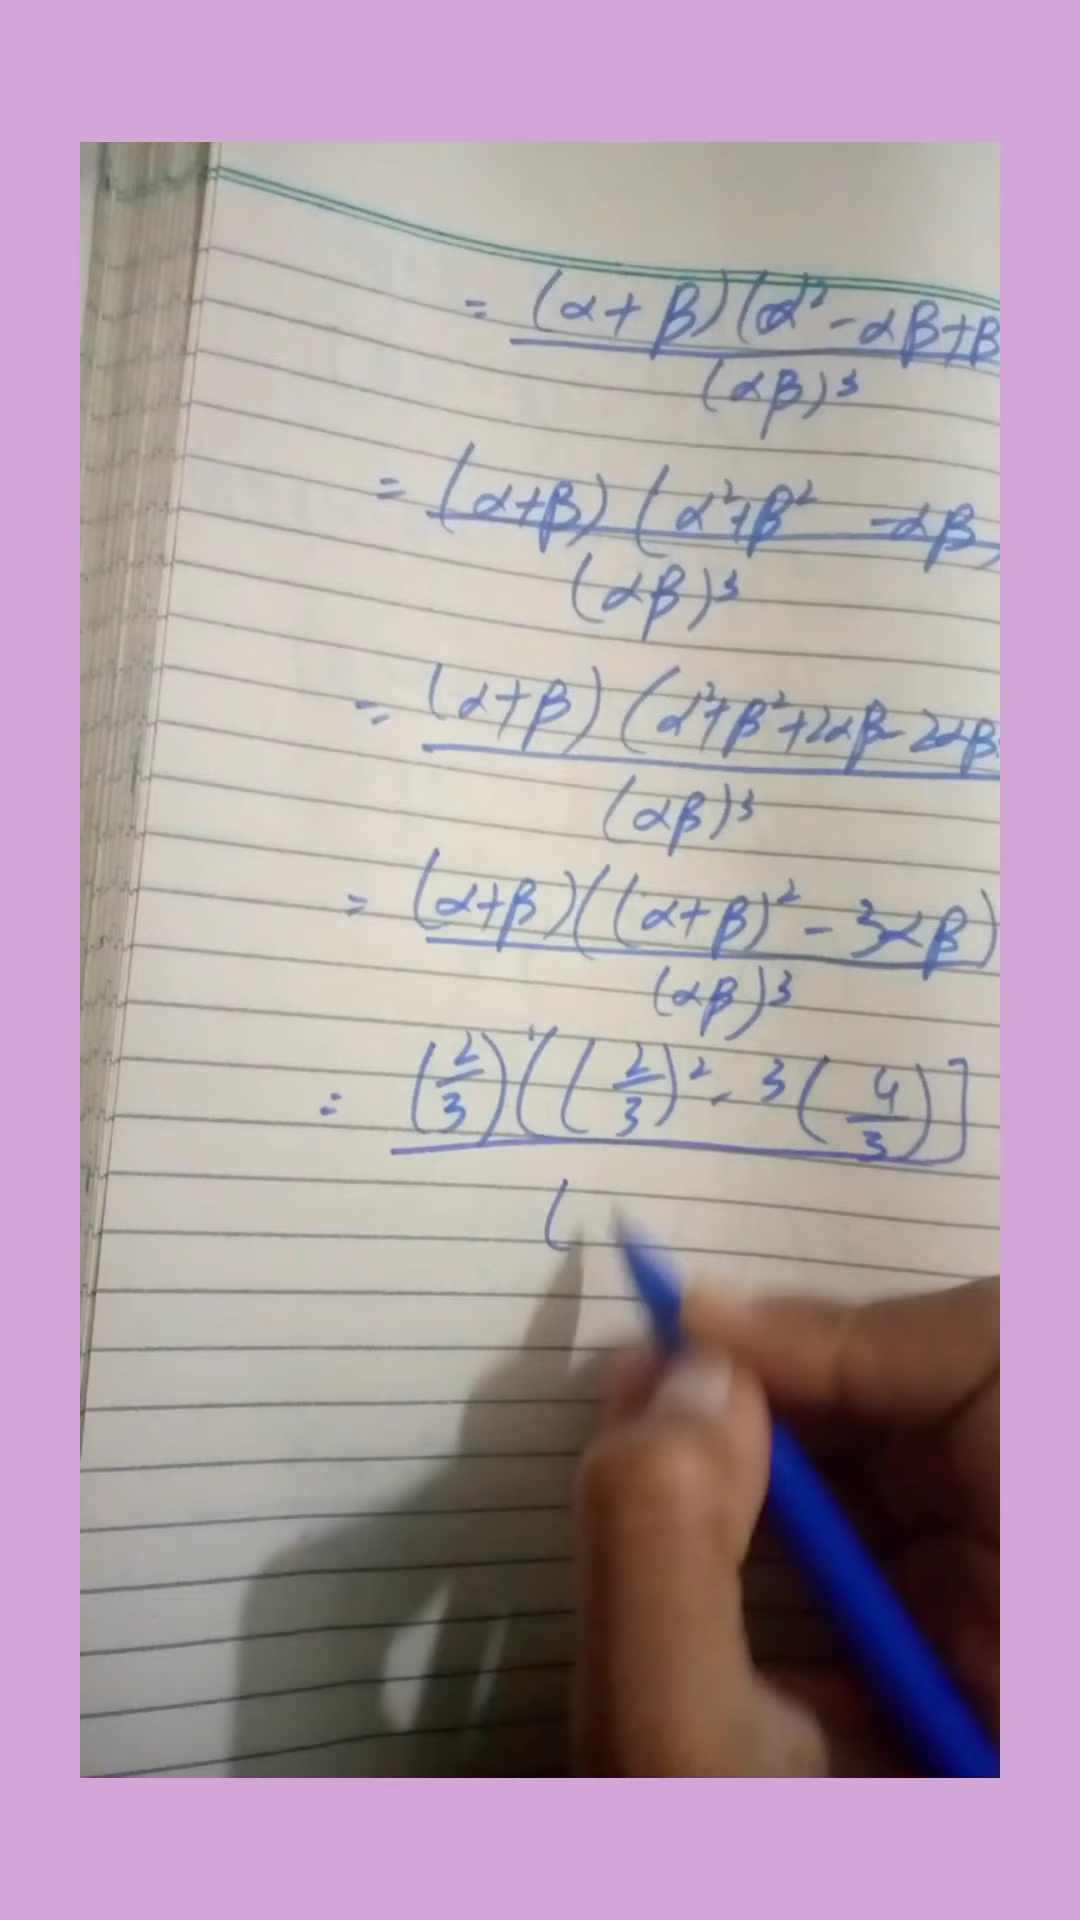 = (α + β)(α² - αβ + β
(αβ)³
= (α+β) (α²+β² - αβ)
(αβ)³
= (α+β) (α²+β²+2αβ-2αβ
(αβ)³
= (α+β)((α+β)² - 3αβ)
(αβ)³
= (2/3)((2/3)² - 3(4/3)]
(